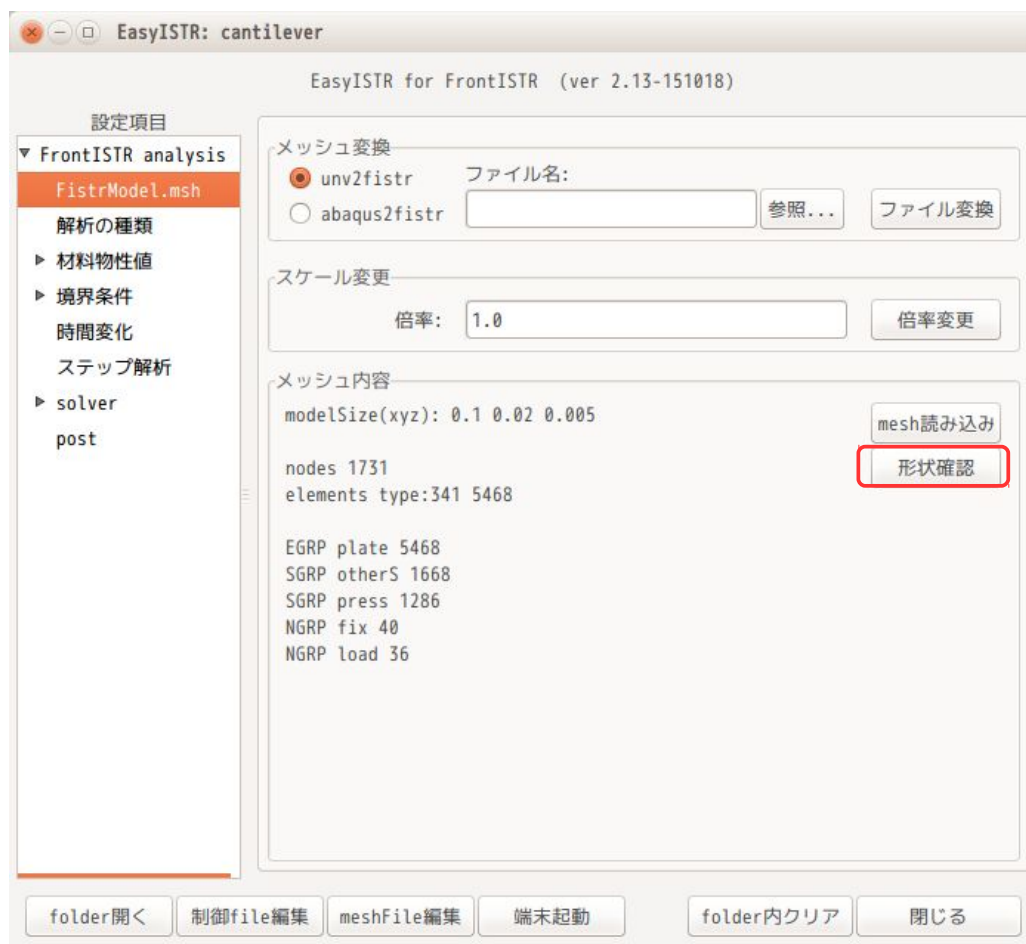 EasyISTR: cantilever
EasyISTR for FrontISTR (ver 2.13-151018)
設定項目
FrontISTR analysis
FistrModel.msh
解析の種類
材料物性値
境界条件
時間変化
ステップ解析
solver
post
メッシュ変換
unv2fistr
abaqus2fistr
ファイル名:
参照...
ファイル変換
スケール変更
倍率: 1.0
倍率変更
メッシュ内容
modelSize(xyz): 0.1 0.02 0.005
nodes 1731
elements type:341 5468
EGRP plate 5468
SGRP otherS 1668
SGRP press 1286
NGRP fix 40
NGRP load 36
mesh読み込み
形状確認
folder開く 制御file編集 meshFile編集 端末起動 folder内クリア 閉じる